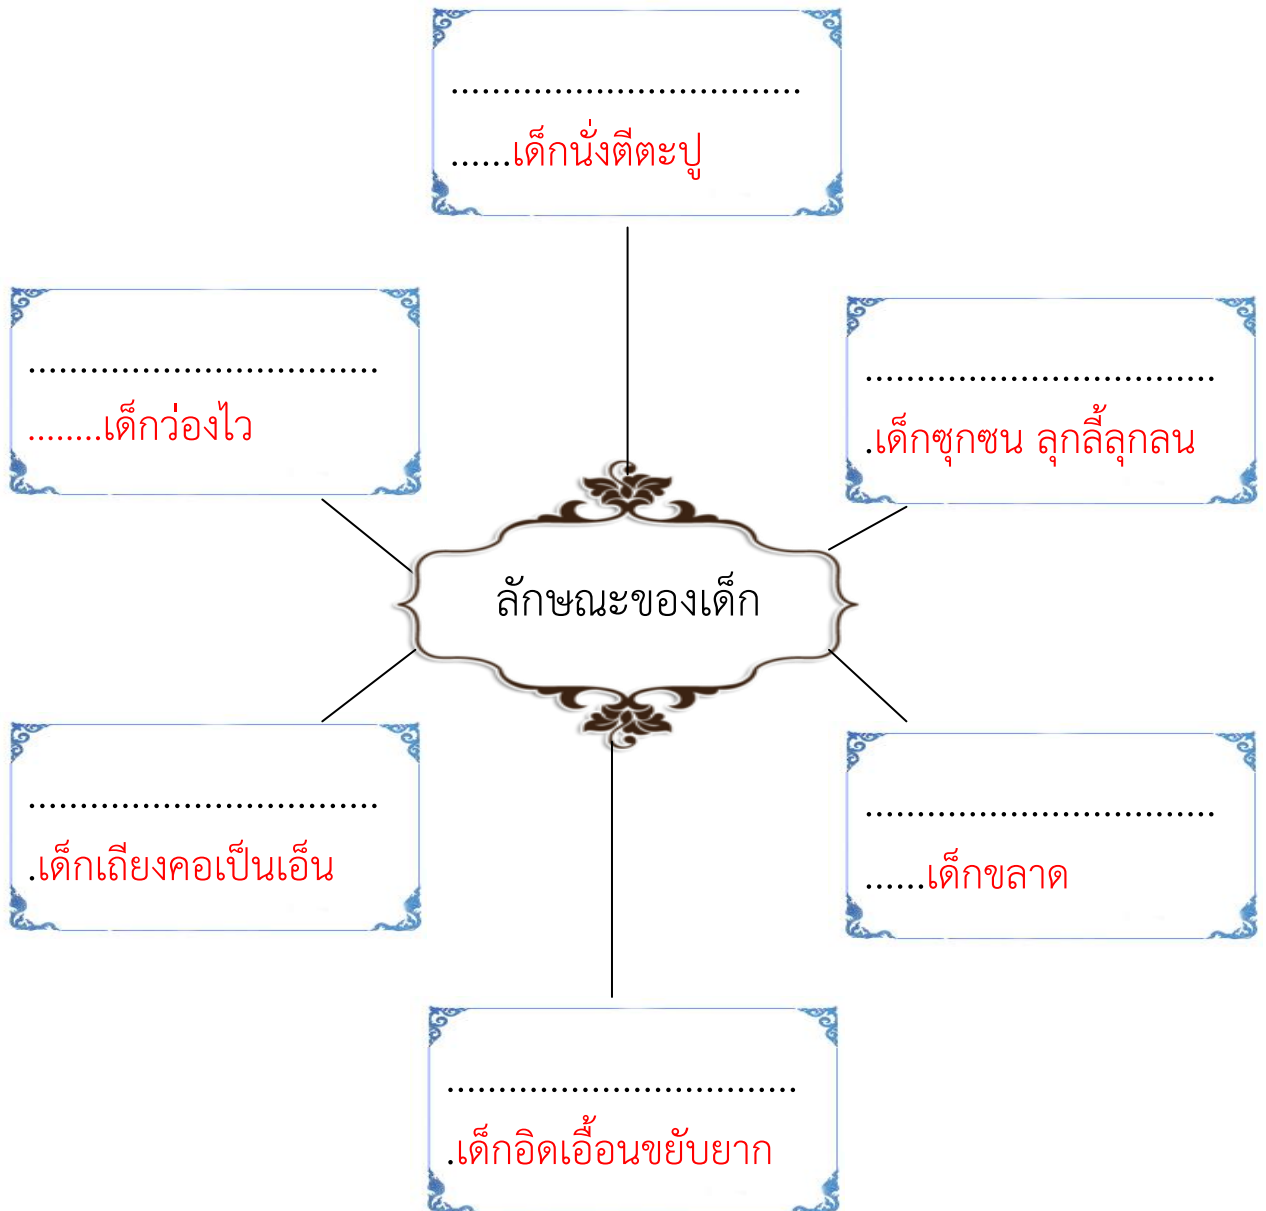 ..................................
......เด็กนั่งตีตะปู
..................................
........เด็กว่องไว
..................................
.เด็กซุกซน ลุกลี้ลุกลน
ลักษณะของเด็ก
..................................
.เด็กเถียงคอเป็นเอ็น
..................................
......เด็กขลาด
..................................
.เด็กอิดเอื้อนขยับยาก